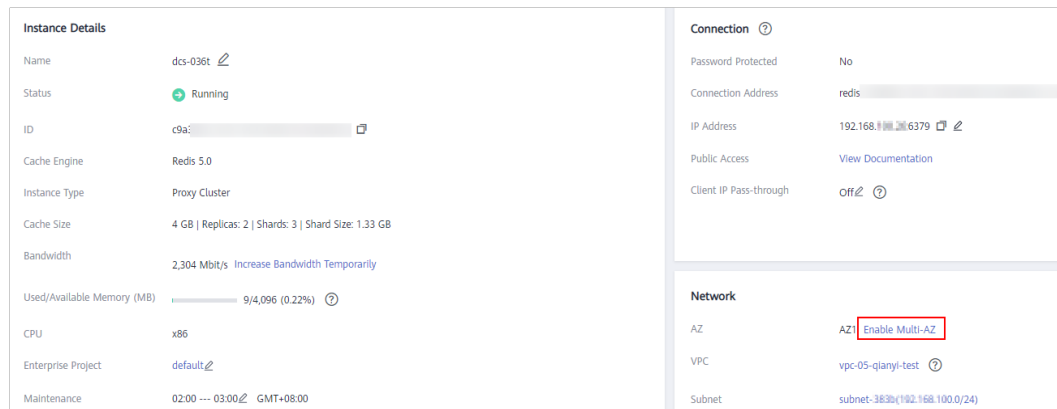 Instance Details
Name dcs-036t
Status Running
ID c9a
Cache Engine Redis 5.0
Instance Type Proxy Cluster
Cache Size 4 GB | Replicas: 2 | Shards: 3 | Shard Size: 1.33 GB
Bandwidth 2,304 Mbit/s Increase Bandwidth Temporarily
Used/Available Memory (MB) 9/4,096 (0.22%)
CPU x86
Enterprise Project default
Maintenance 02:00 --- 03:00 GMT+08:00
Connection
Password Protected No
Connection Address redis
IP Address 192.168. :6379
Public Access View Documentation
Client IP Pass-through Off
Network
AZ AZ1 Enable Multi-AZ
VPC vpc-05-qianyi-test
Subnet subnet-383b(192.168.100.0/24)